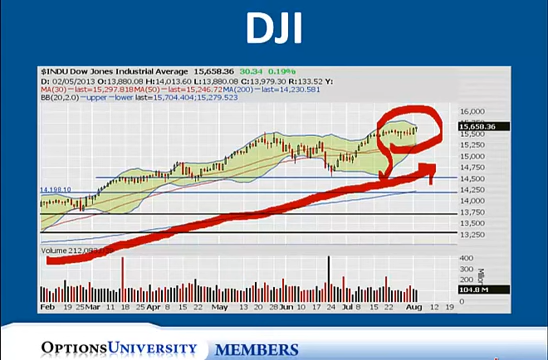 DJI
$INDU Dow Jones Industrial Average 15,658.36 30.34 0.19%
D: 02/05/2013 O:13,880.08 H:14,013.60 L:13,880.08 C:13,979.30 R:133.52 Y:
MA(30) —last=15,297.818 MA(50) —last=15,246.72 MA(200) —last=14,230.581
BB(20,2.0) —upper —lower last=15,704.404;15,279.523
16,000
15,658.36
15,500
15,250
15,000
14,750
14,500
14,250
14,198.10
14,000
13,750
13,500
13,250
Volume 212,09
400
300
200
104.8 M
0
Millions
Feb 19 25 Mar 18 25 Apr 15 22 May 13 20 Jun 17 24 Jul 15 22 Aug 12 19
OPTIONSUNIVERSITY MEMBERS